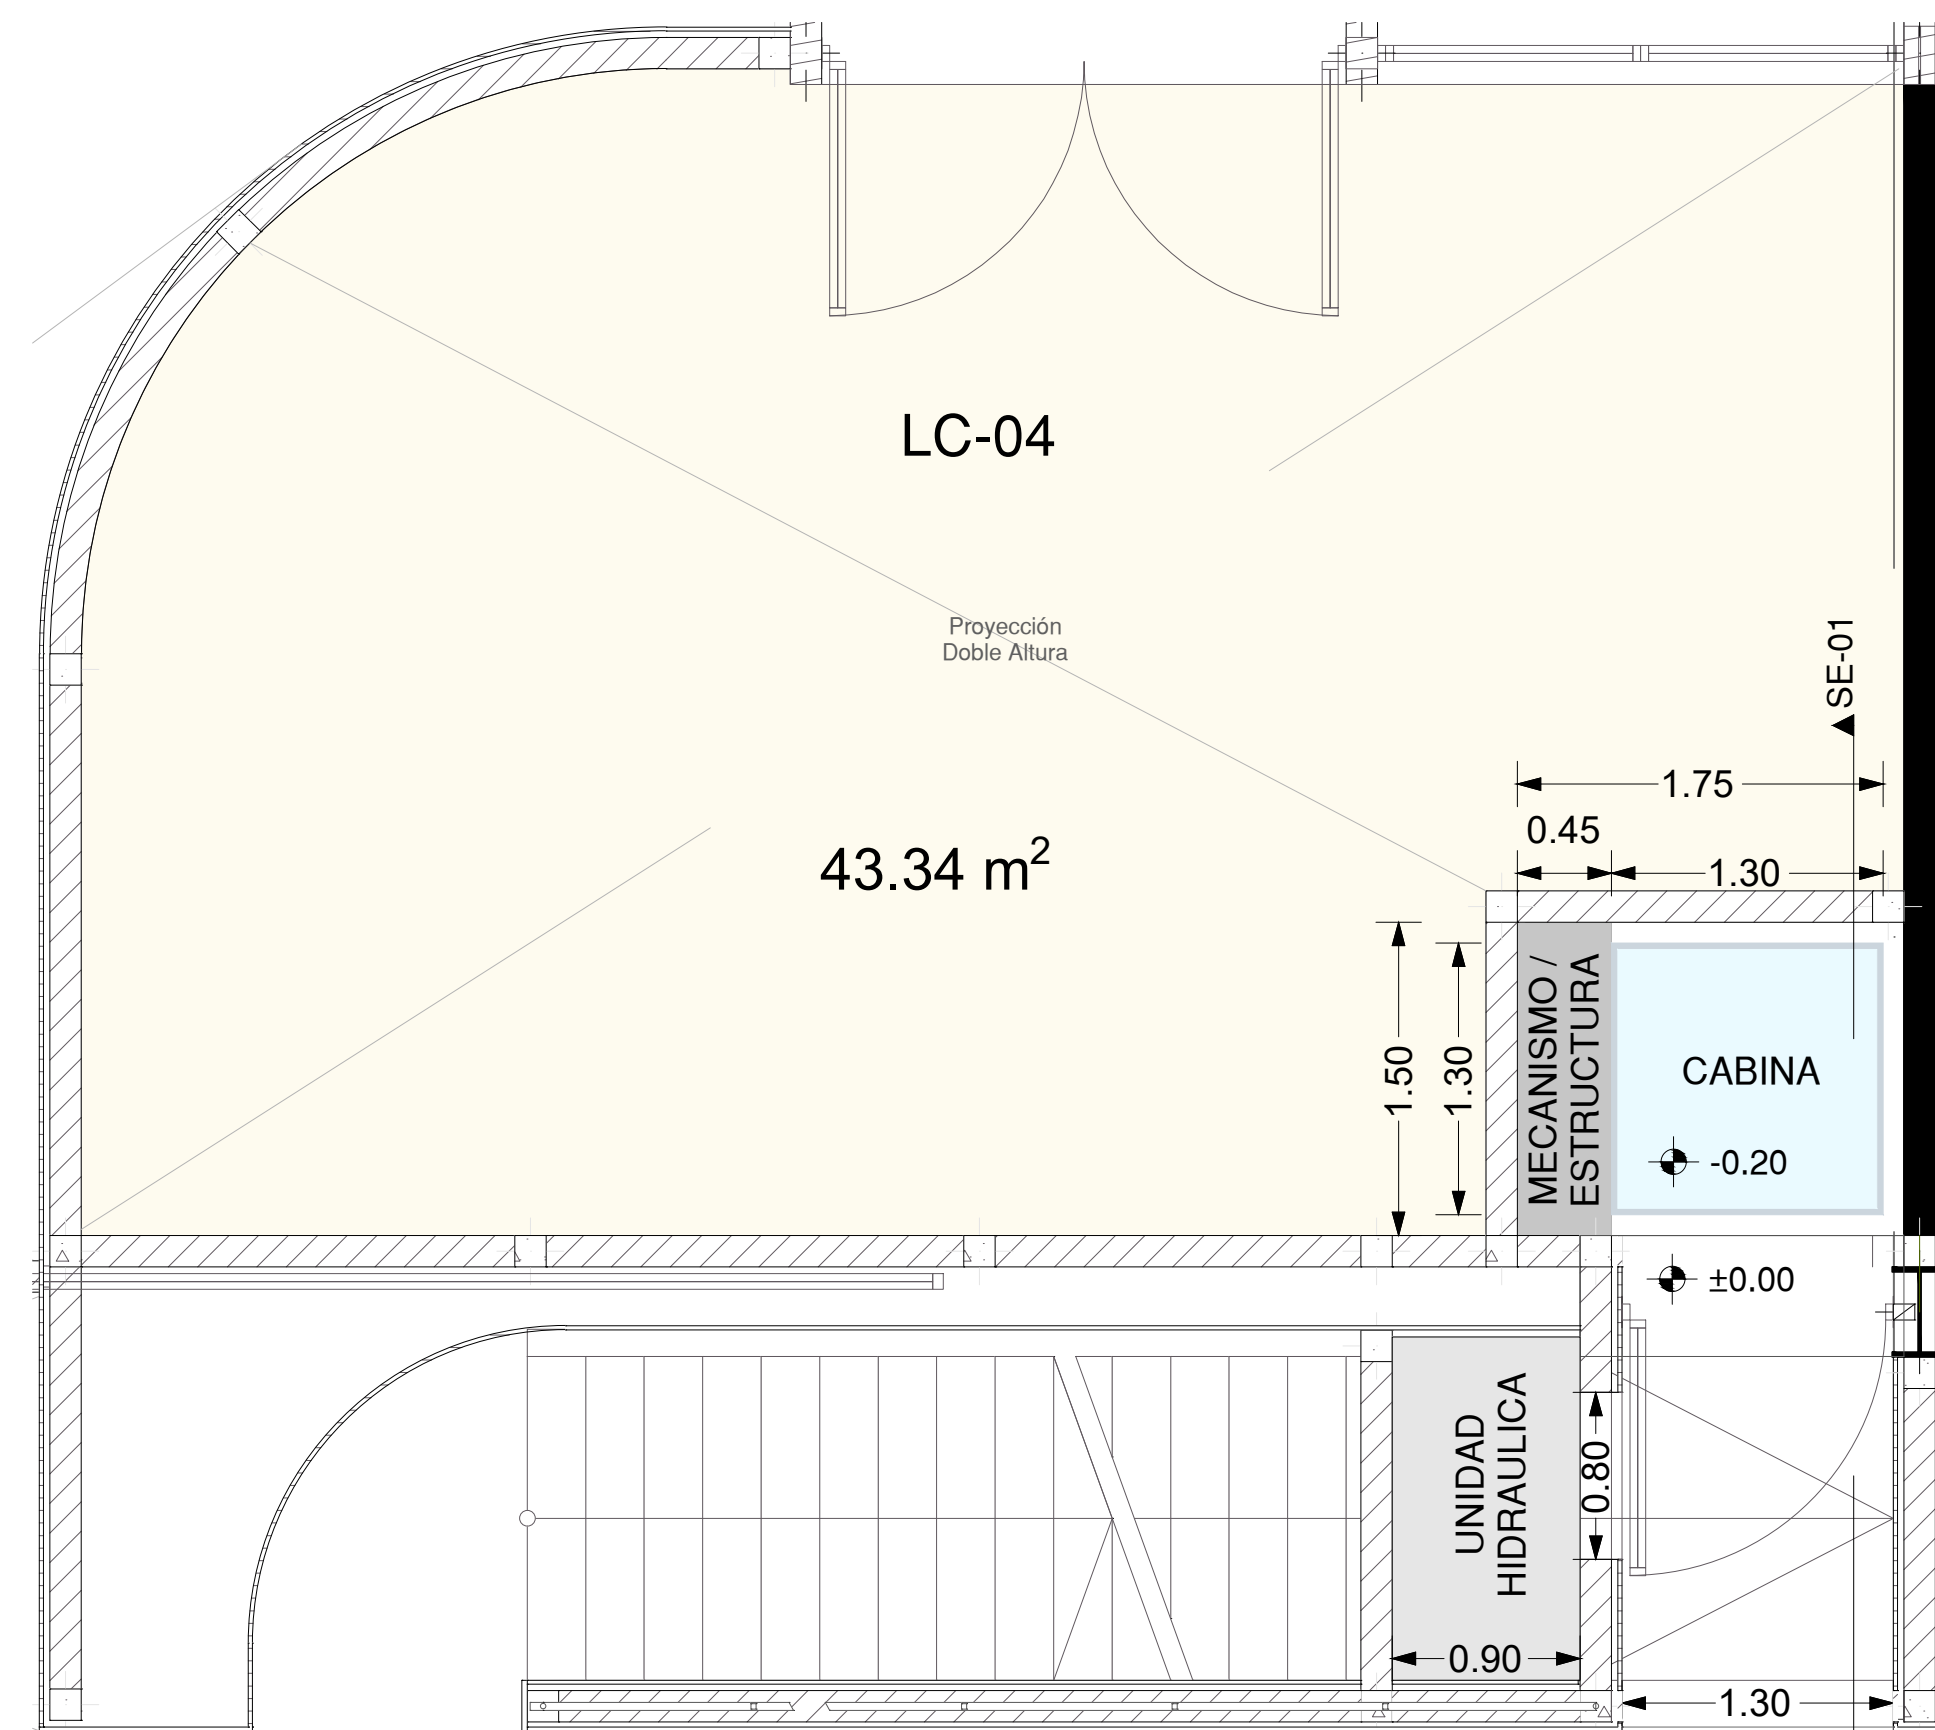 LC-04
Proyección
Doble Altura
SE-01
1.75
0.45
1.30
43.34 m²
1.50
1.30
MECANISMO /
ESTRUCTURA
CABINA
-0.20
±0.00
UNIDAD
HIDRAULICA
0.80
0.90
1.30